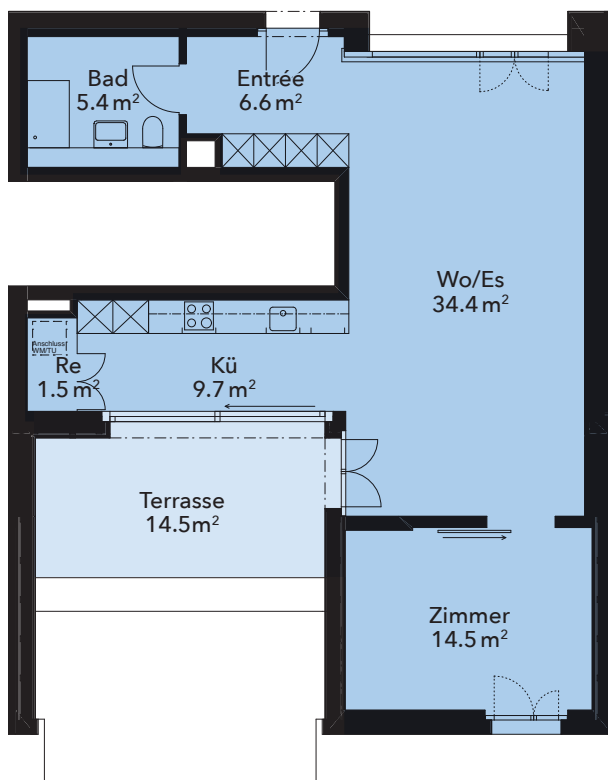 Bad
5.4 m²
Entrée
6.6 m²
Wo/Es
34.4 m²
Anschluss
WM/TU
Re
1.5 m²
Kü
9.7 m²
Terrasse
14.5m²
Zimmer
14.5 m²